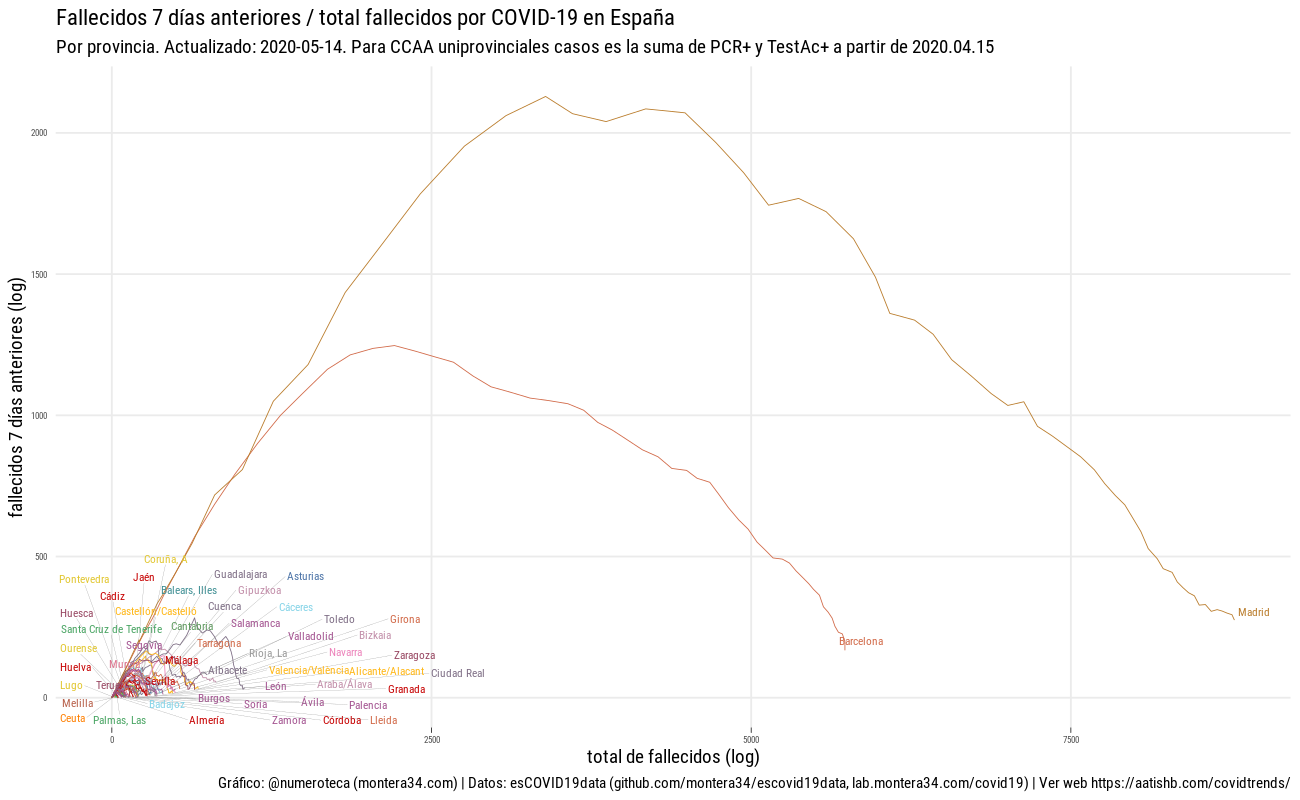 Fallecidos 7 días anteriores / total fallecidos por COVID-19 en España
Por provincia. Actualizado: 2020-05-14. Para CCAA uniprovinciales casos es la suma de PCR+ y TestAc+ a partir de 2020.04.15
fallecidos 7 días anteriores (log)
2000
1500
1000
500
0
Coruña, A
Pontevedra
Jaén
Guadalajara
Asturias
Cádiz
Balears, Illes
Gipuzkoa
Huesca
Castellón/Castelló
Cuenca
Cáceres
Santa Cruz de Tenerife
Cantabria
Salamanca
Toledo
Girona
Ourense
Segovia
Tarragona
Valladolid
Bizkaia
Huelva
Murcia
Málaga
Rioja, La
Navarra
Zaragoza
Albacete
Valencia/València
Alicante/Alacant
Ciudad Real
Lugo
Teruel
Sevilla
León
Araba/Álava
Granada
Melilla
Badajoz
Burgos
Soria
Ávila
Palencia
Ceuta
Palmas, Las
Almería
Zamora
Córdoba
Lleida
Madrid
Barcelona
0
2500
5000
7500
total de fallecidos (log)
Gráfico: @numeroteca (montera34.com) | Datos: esCOVID19data (github.com/montera34/escovid19data, lab.montera34.com/covid19) | Ver web https://aatishb.com/covidtrends/